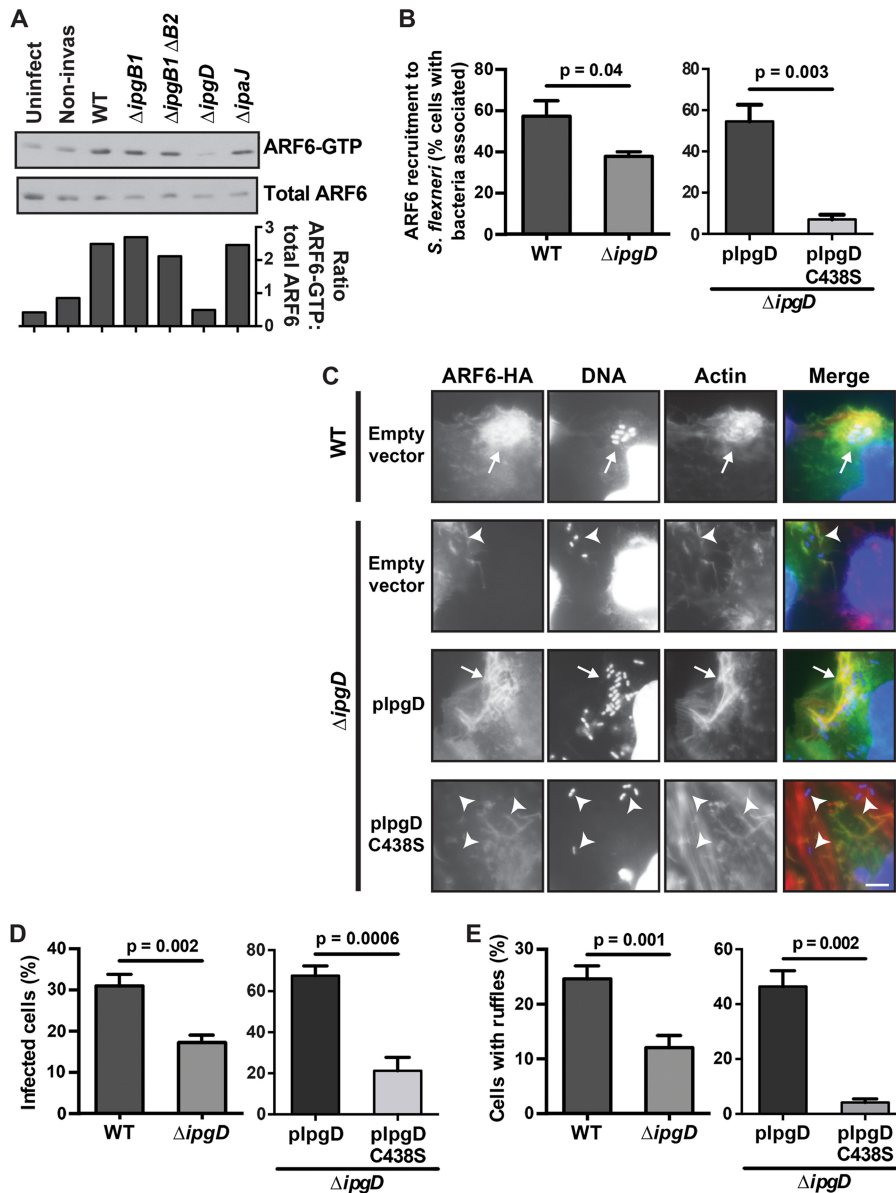 A
Uninfect
Non-invas
WT
ΔipgB1
ΔipgB1 ΔB2
ΔipgD
ΔipaJ
ARF6-GTP
Total ARF6
3
2
1
0
Ratio
ARF6-GTP:
total ARF6
B
ARF6 recruitment to
S. flexneri (% cells with
bacteria associated)
80
60
40
20
0
p = 0.04
WT
ΔipgD
80
60
40
20
0
p = 0.003
pIpgD
pIpgD
C438S
ΔipgD
C
ARF6-HA
DNA
Actin
Merge
WT
Empty
vector
ΔipgD
Empty
vector
pIpgD
pIpgD
C438S
D
Infected cells (%)
40
30
20
10
0
p = 0.002
WT
ΔipgD
80
60
40
20
0
p = 0.0006
pIpgD
pIpgD
C438S
ΔipgD
E
Cells with ruffles (%)
30
20
10
0
p = 0.001
WT
ΔipgD
60
40
20
0
p = 0.002
pIpgD
pIpgD
C438S
ΔipgD